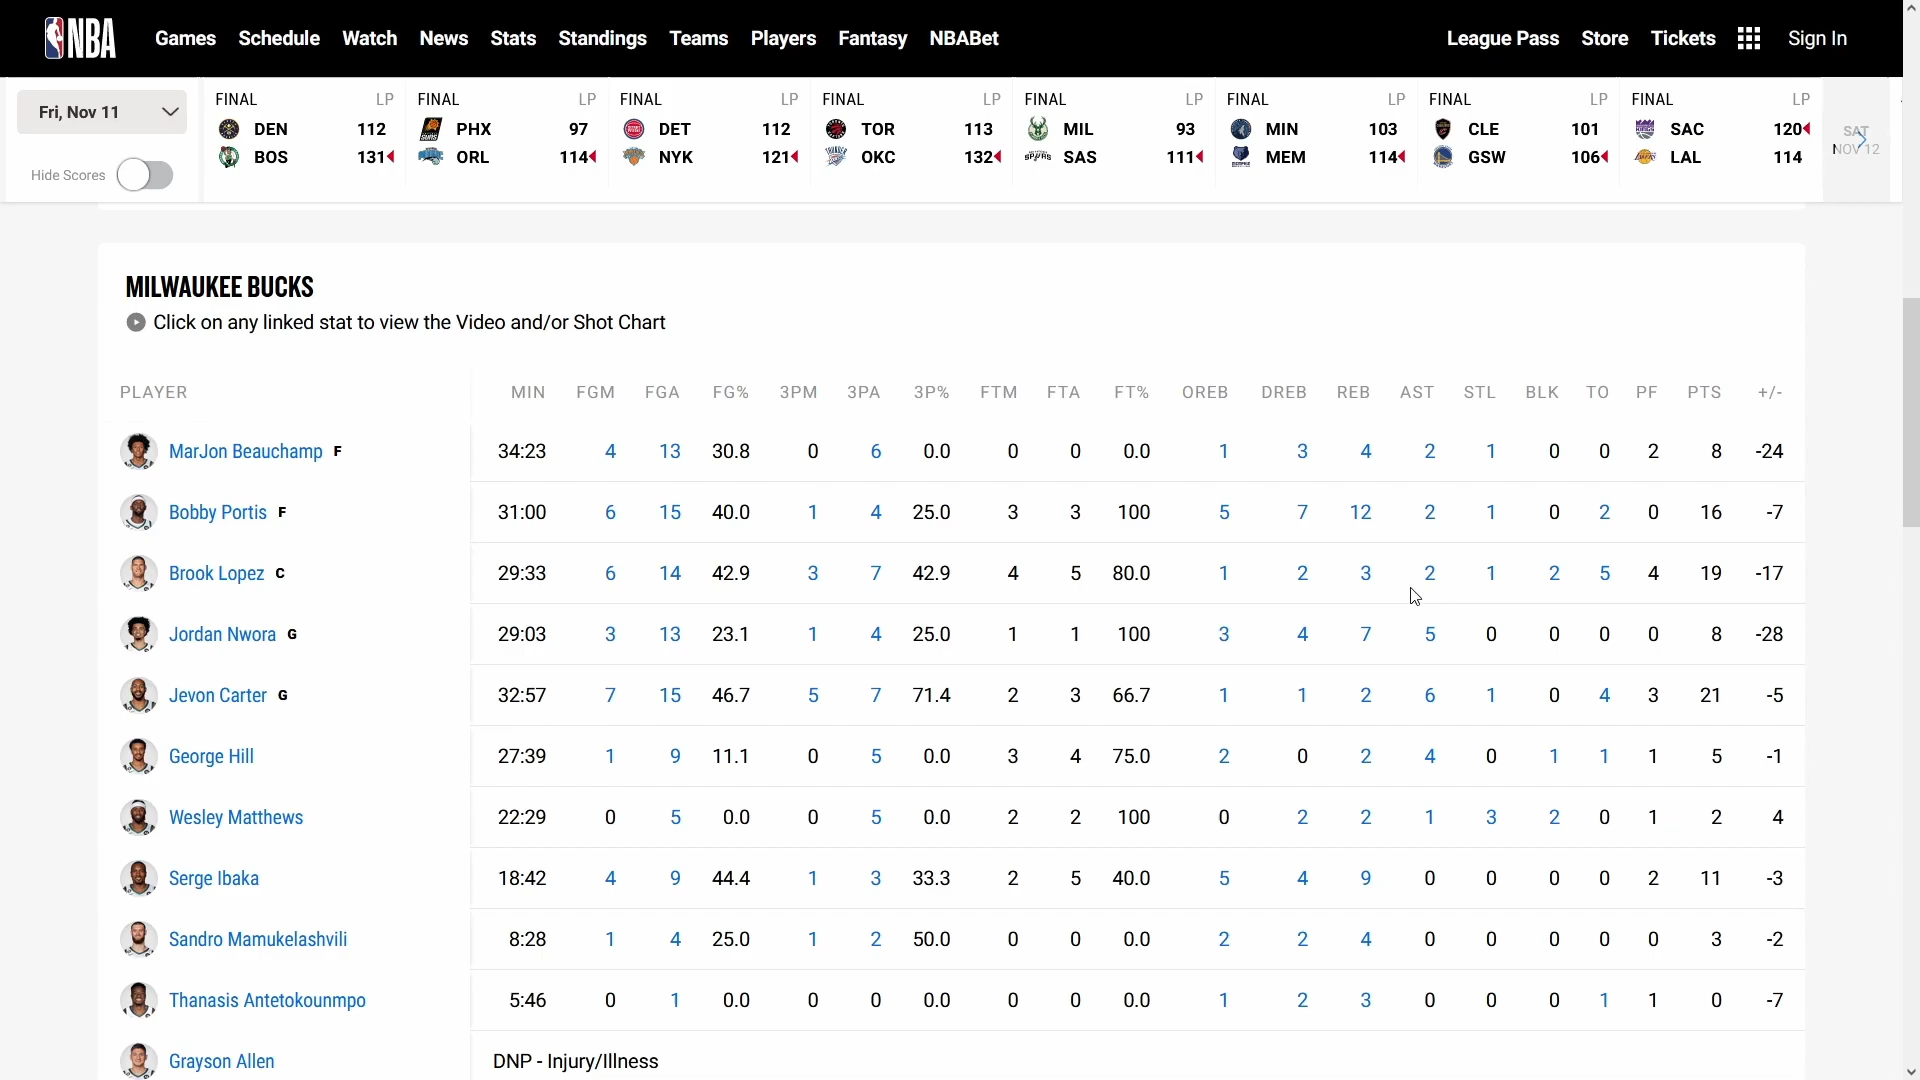 NBA Games Schedule Watch News Stats Standings Teams Players Fantasy NBABet League Pass Store Tickets Sign In
Fri, Nov 11
Hide Scores
FINAL LP
DEN 112
BOS 131
FINAL LP
PHX 97
ORL 114
FINAL LP
DET 112
NYK 121
FINAL LP
TOR 113
OKC 132
FINAL LP
MIL 93
SAS 111
FINAL LP
MIN 103
MEM 114
FINAL LP
CLE 101
GSW 106
FINAL LP
SAC 120
LAL 114
SAT
NOV 12
MILWAUKEE BUCKS
Click on any linked stat to view the Video and/or Shot Chart
PLAYER MIN FGM FGA FG% 3PM 3PA 3P% FTM FTA FT% OREB DREB REB AST STL BLK TO PF PTS +/-
MarJon Beauchamp F 34:23 4 13 30.8 0 6 0.0 0 0 0.0 1 3 4 2 1 0 0 2 8 -24
Bobby Portis F 31:00 6 15 40.0 1 4 25.0 3 3 100 5 7 12 2 1 0 2 0 16 -7
Brook Lopez C 29:33 6 14 42.9 3 7 42.9 4 5 80.0 1 2 3 2 1 2 5 4 19 -17
Jordan Nwora G 29:03 3 13 23.1 1 4 25.0 1 1 100 3 4 7 5 0 0 0 0 8 -28
Jevon Carter G 32:57 7 15 46.7 5 7 71.4 2 3 66.7 1 1 2 6 1 0 4 3 21 -5
George Hill 27:39 1 9 11.1 0 5 0.0 3 4 75.0 2 0 2 4 0 1 1 1 5 -1
Wesley Matthews 22:29 0 5 0.0 0 5 0.0 2 2 100 0 2 2 1 3 2 0 1 2 4
Serge Ibaka 18:42 4 9 44.4 1 3 33.3 2 5 40.0 5 4 9 0 0 0 0 2 11 -3
Sandro Mamukelashvili 8:28 1 4 25.0 1 2 50.0 0 0 0.0 2 2 4 0 0 0 0 0 3 -2
Thanasis Antetokounmpo 5:46 0 1 0.0 0 0 0.0 0 0 0.0 1 2 3 0 0 0 1 1 0 -7
Grayson Allen DNP - Injury/Illness